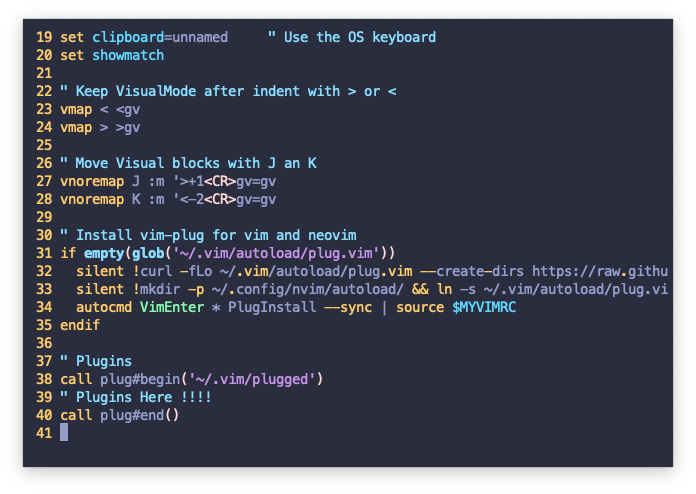 19 set clipboard=unnamed     " Use the OS keyboard
20 set showmatch
21
22 " Keep VisualMode after indent with > or <
23 vmap < <gv
24 vmap > >gv
25
26 " Move Visual blocks with J an K
27 vnoremap J :m '>+1<CR>gv=gv
28 vnoremap K :m '<-2<CR>gv=gv
29
30 " Install vim-plug for vim and neovim
31 if empty(glob('~/.vim/autoload/plug.vim'))
32   silent !curl -fLo ~/.vim/autoload/plug.vim --create-dirs https://raw.githu
33   silent !mkdir -p ~/.config/nvim/autoload/ && ln -s ~/.vim/autoload/plug.vi
34   autocmd VimEnter * PlugInstall --sync | source $MYVIMRC
35 endif
36
37 " Plugins
38 call plug#begin('~/.vim/plugged')
39 " Plugins Here !!!!
40 call plug#end()
41